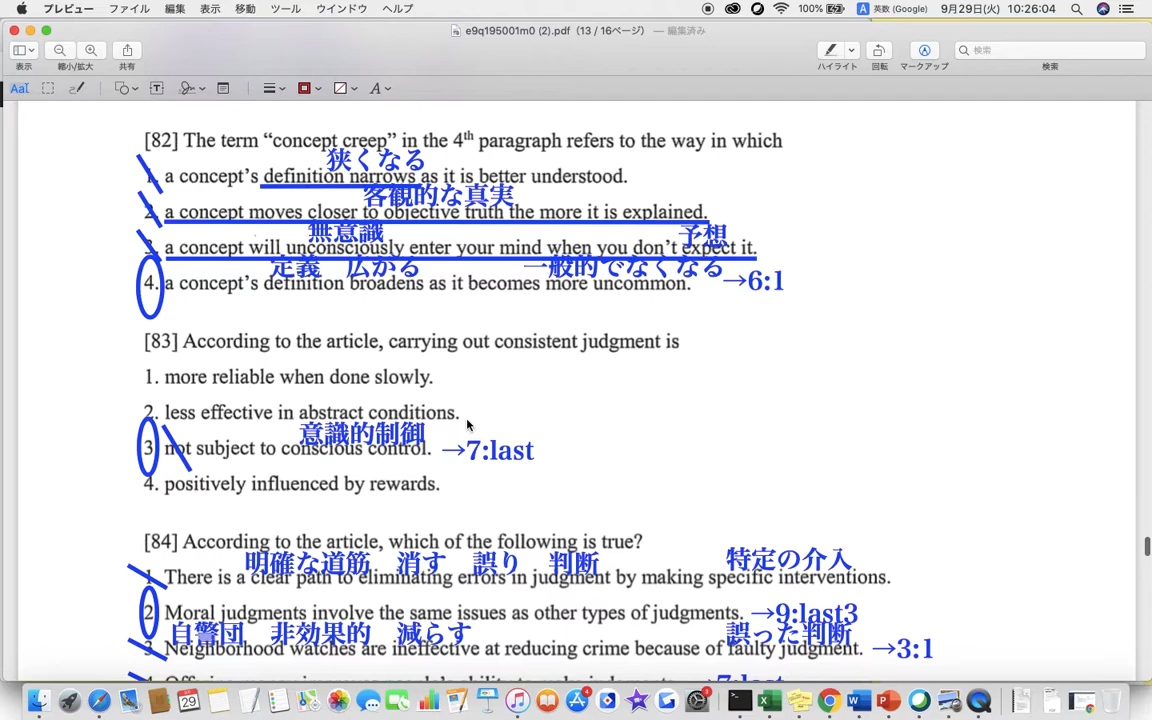 プレビュー ファイル 編集 表示 移動 ツール ウインドウ ヘルプ 100% A 英数 (Google) 9月29日(火) 10:26:04
e9q195001m0 (2).pdf（13 / 16ページ） — 編集済み
検索
表示 縮小/拡大 共有 ハイライト 回転 マークアップ 検索
[82] The term “concept creep” in the 4th paragraph refers to the way in which
狭くなる
1. a concept’s definition narrows as it is better understood.
客観的な真実
2. a concept moves closer to objective truth the more it is explained.
無意識 予想
3. a concept will unconsciously enter your mind when you don’t expect it.
定義 広がる 一般的でなくなる
4. a concept’s definition broadens as it becomes more uncommon. →6:1
[83] According to the article, carrying out consistent judgment is
1. more reliable when done slowly.
2. less effective in abstract conditions.
意識的制御
3. not subject to conscious control. →7:last
4. positively influenced by rewards.
[84] According to the article, which of the following is true?
明確な道筋 消す 誤り 判断 特定の介入
1. There is a clear path to eliminating errors in judgment by making specific interventions.
2. Moral judgments involve the same issues as other types of judgments. →9:last3
自警団 非効果的 減らす 誤った判断
3. Neighborhood watches are ineffective at reducing crime because of faulty judgment. →3:1